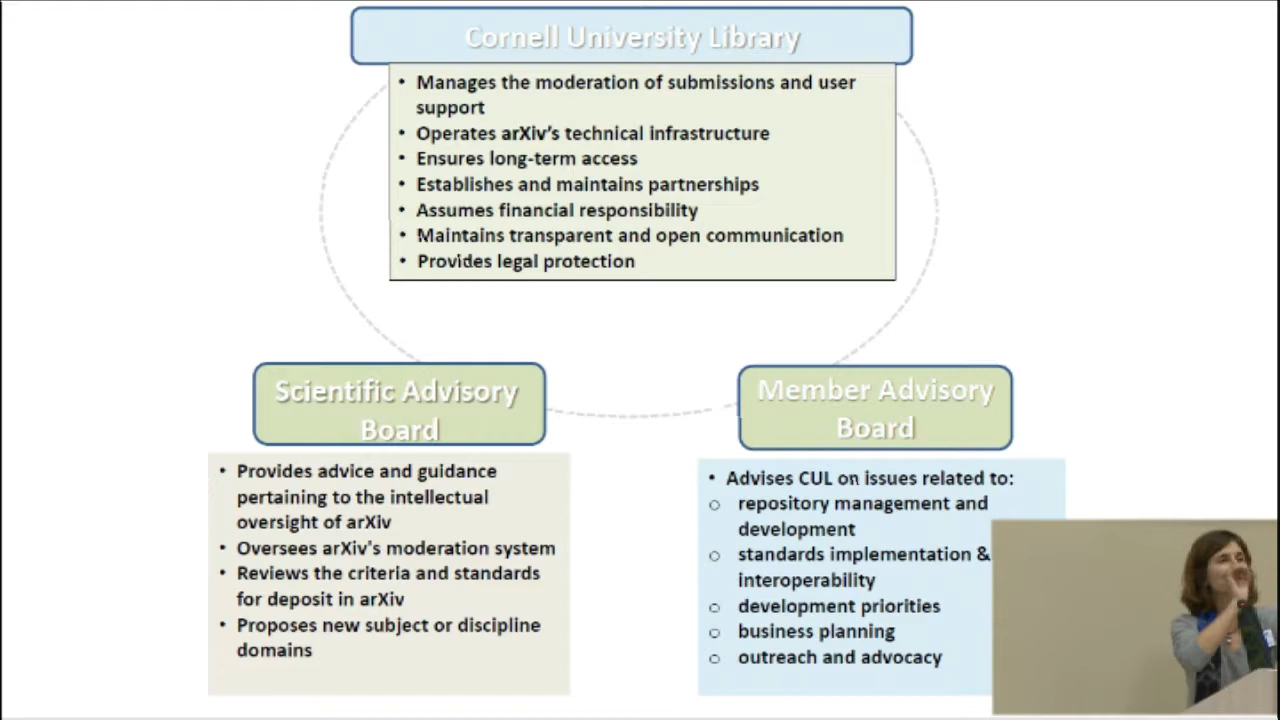 Cornell University Library
• Manages the moderation of submissions and user
support
• Operates arXiv's technical infrastructure
• Ensures long-term access
• Establishes and maintains partnerships
• Assumes financial responsibility
• Maintains transparent and open communication
• Provides legal protection
Scientific Advisory
Board
• Provides advice and guidance
pertaining to the intellectual
oversight of arXiv
• Oversees arXiv's moderation system
• Reviews the criteria and standards
for deposit in arXiv
• Proposes new subject or discipline
domains
Member Advisory
Board
• Advises CUL on issues related to:
○ repository management and
development
○ standards implementation &
interoperability
○ development priorities
○ business planning
○ outreach and advocacy